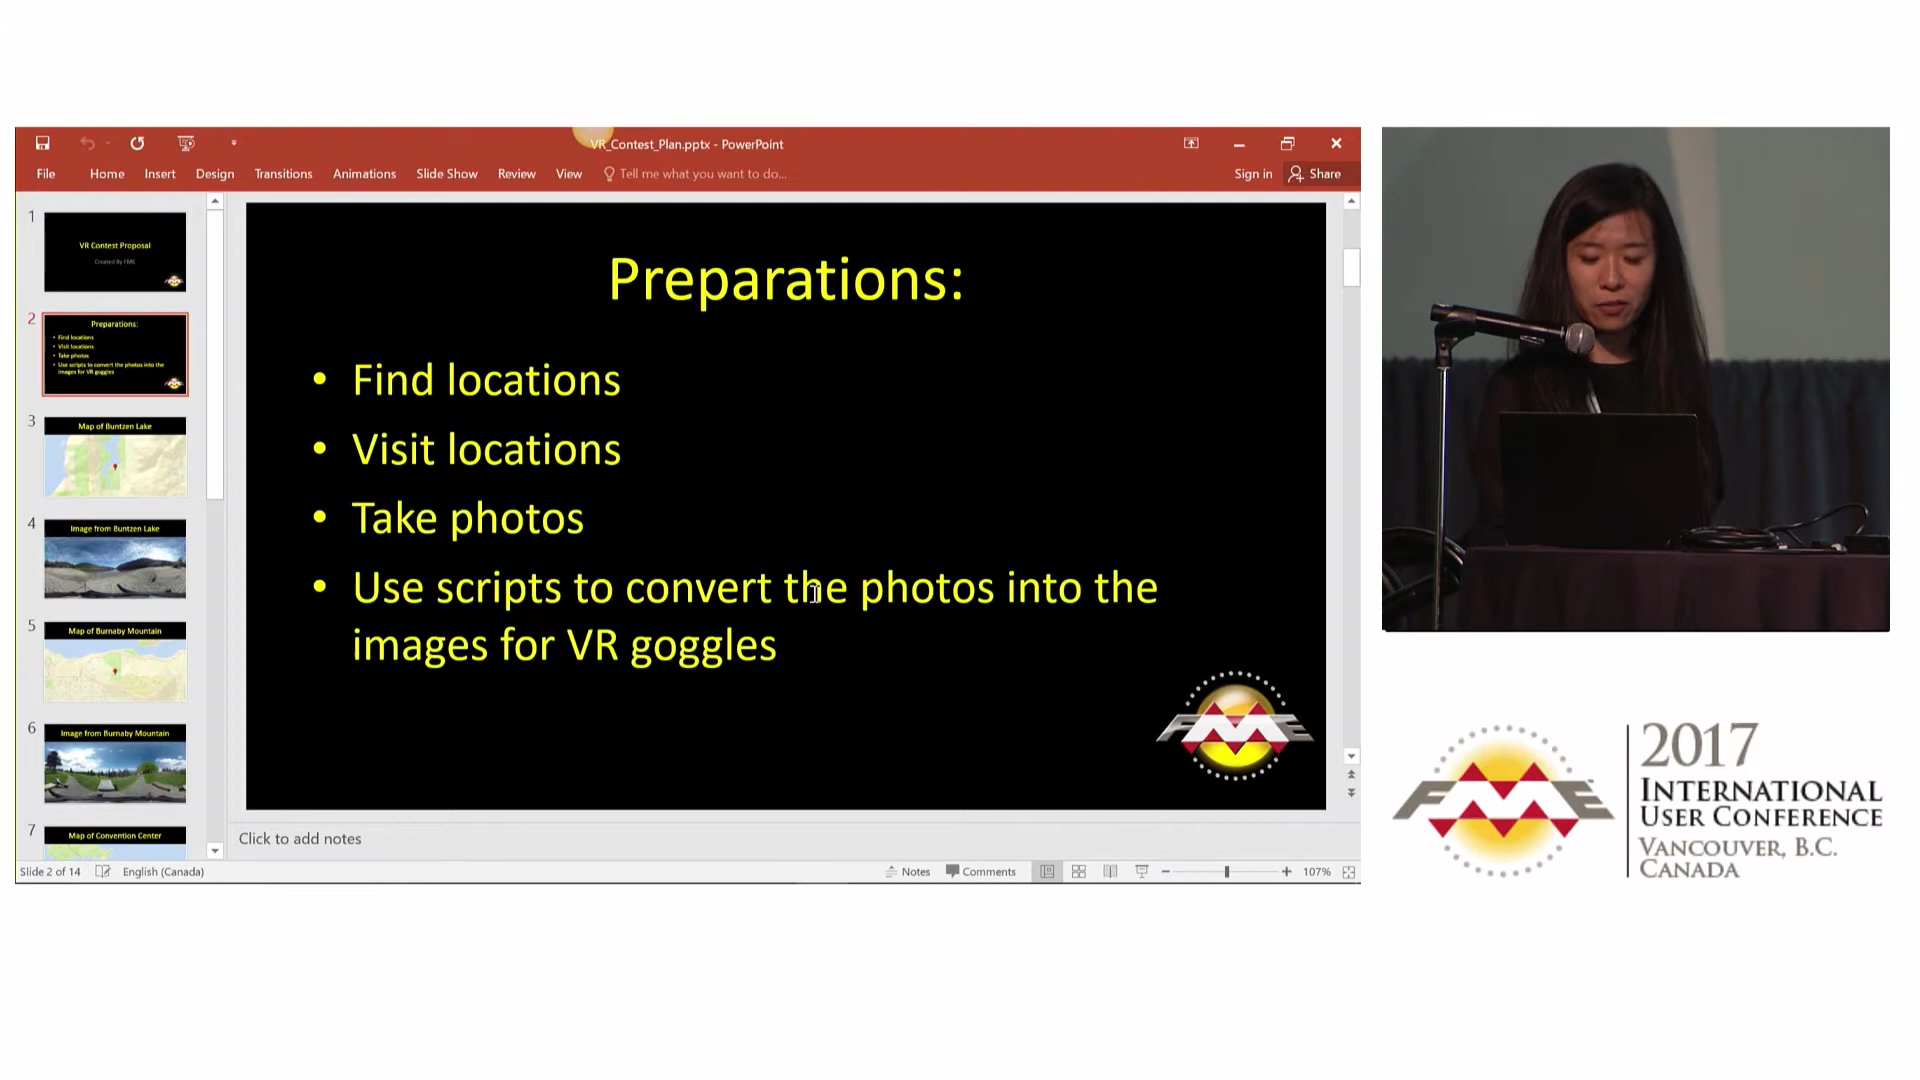 VR_Contest_Plan.pptx - PowerPoint
File Home Insert Design Transitions Animations Slide Show Review View Tell me what you want to do... Sign in Share
1
VR Contest Proposal
Created By FME
2
Preparations:
• Find locations
• Visit locations
• Take photos
• Use scripts to convert the photos into the
images for VR goggles
3
Map of Buntzen Lake
4
Image from Buntzen Lake
5
Map of Burnaby Mountain
6
Image from Burnaby Mountain
7
Map of Convention Center
Preparations:
• Find locations
• Visit locations
• Take photos
• Use scripts to convert the photos into the
images for VR goggles
FME
Click to add notes
Slide 2 of 14 English (Canada) Notes Comments 107%
FME
2017
INTERNATIONAL
USER CONFERENCE
VANCOUVER, B.C.
CANADA